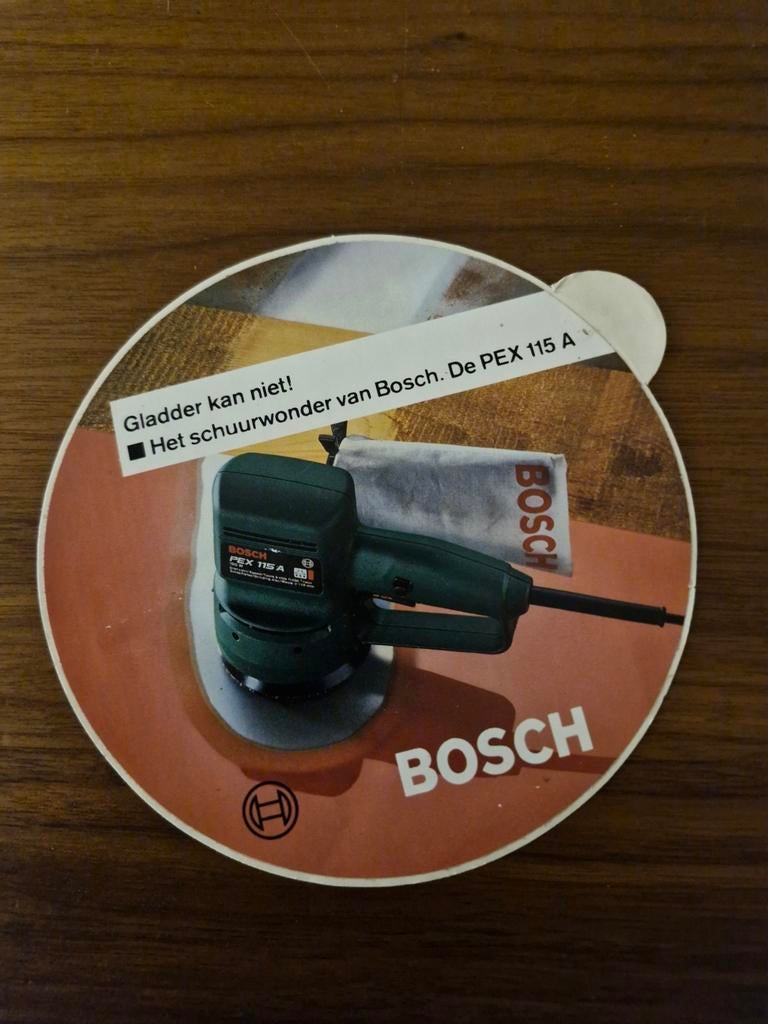 Gladder kan niet!
■ Het schuurwonder van Bosch. De PEX 115 A
BOSCH
BOSCH
PEX 115 A
BOSCH